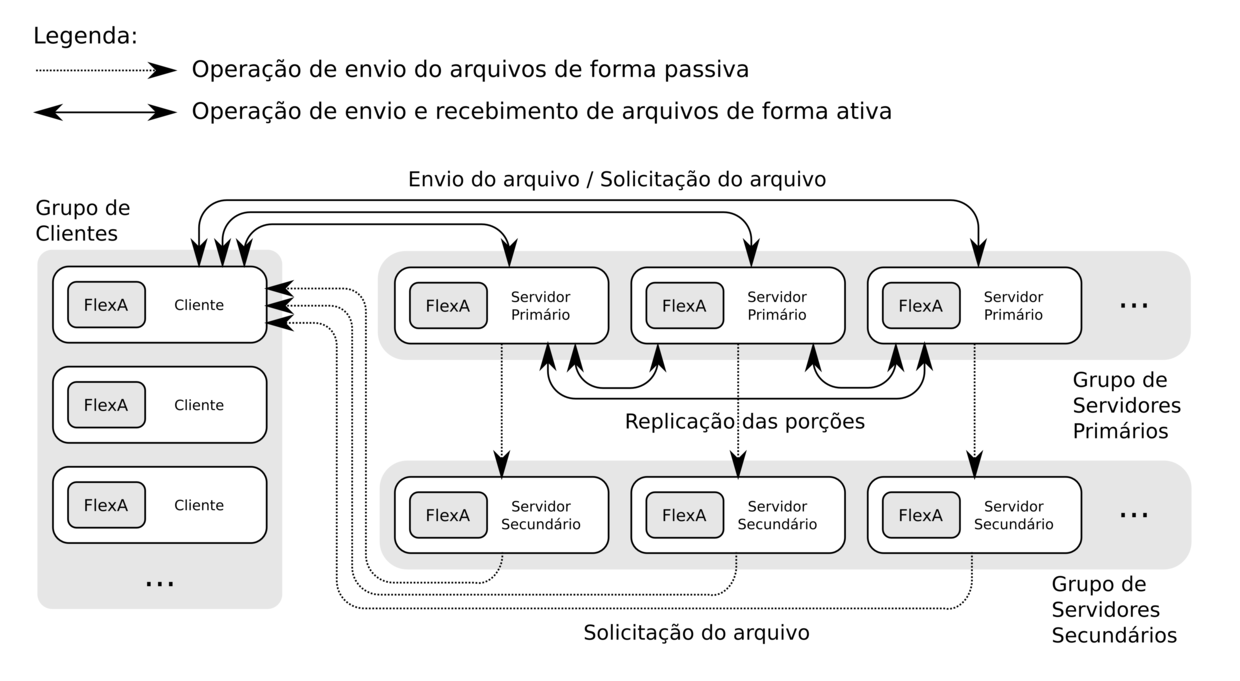 Legenda:
Operação de envio do arquivos de forma passiva
Operação de envio e recebimento de arquivos de forma ativa
Envio do arquivo / Solicitação do arquivo
Grupo de
Clientes
FlexA
Cliente
FlexA
Servidor
Primário
FlexA
Servidor
Primário
FlexA
Servidor
Primário
...
FlexA
Cliente
Grupo de
Servidores
Primários
Replicação das porções
FlexA
Cliente
FlexA
Servidor
Secundário
FlexA
Servidor
Secundário
FlexA
Servidor
Secundário
...
...
Grupo de
Servidores
Secundários
Solicitação do arquivo